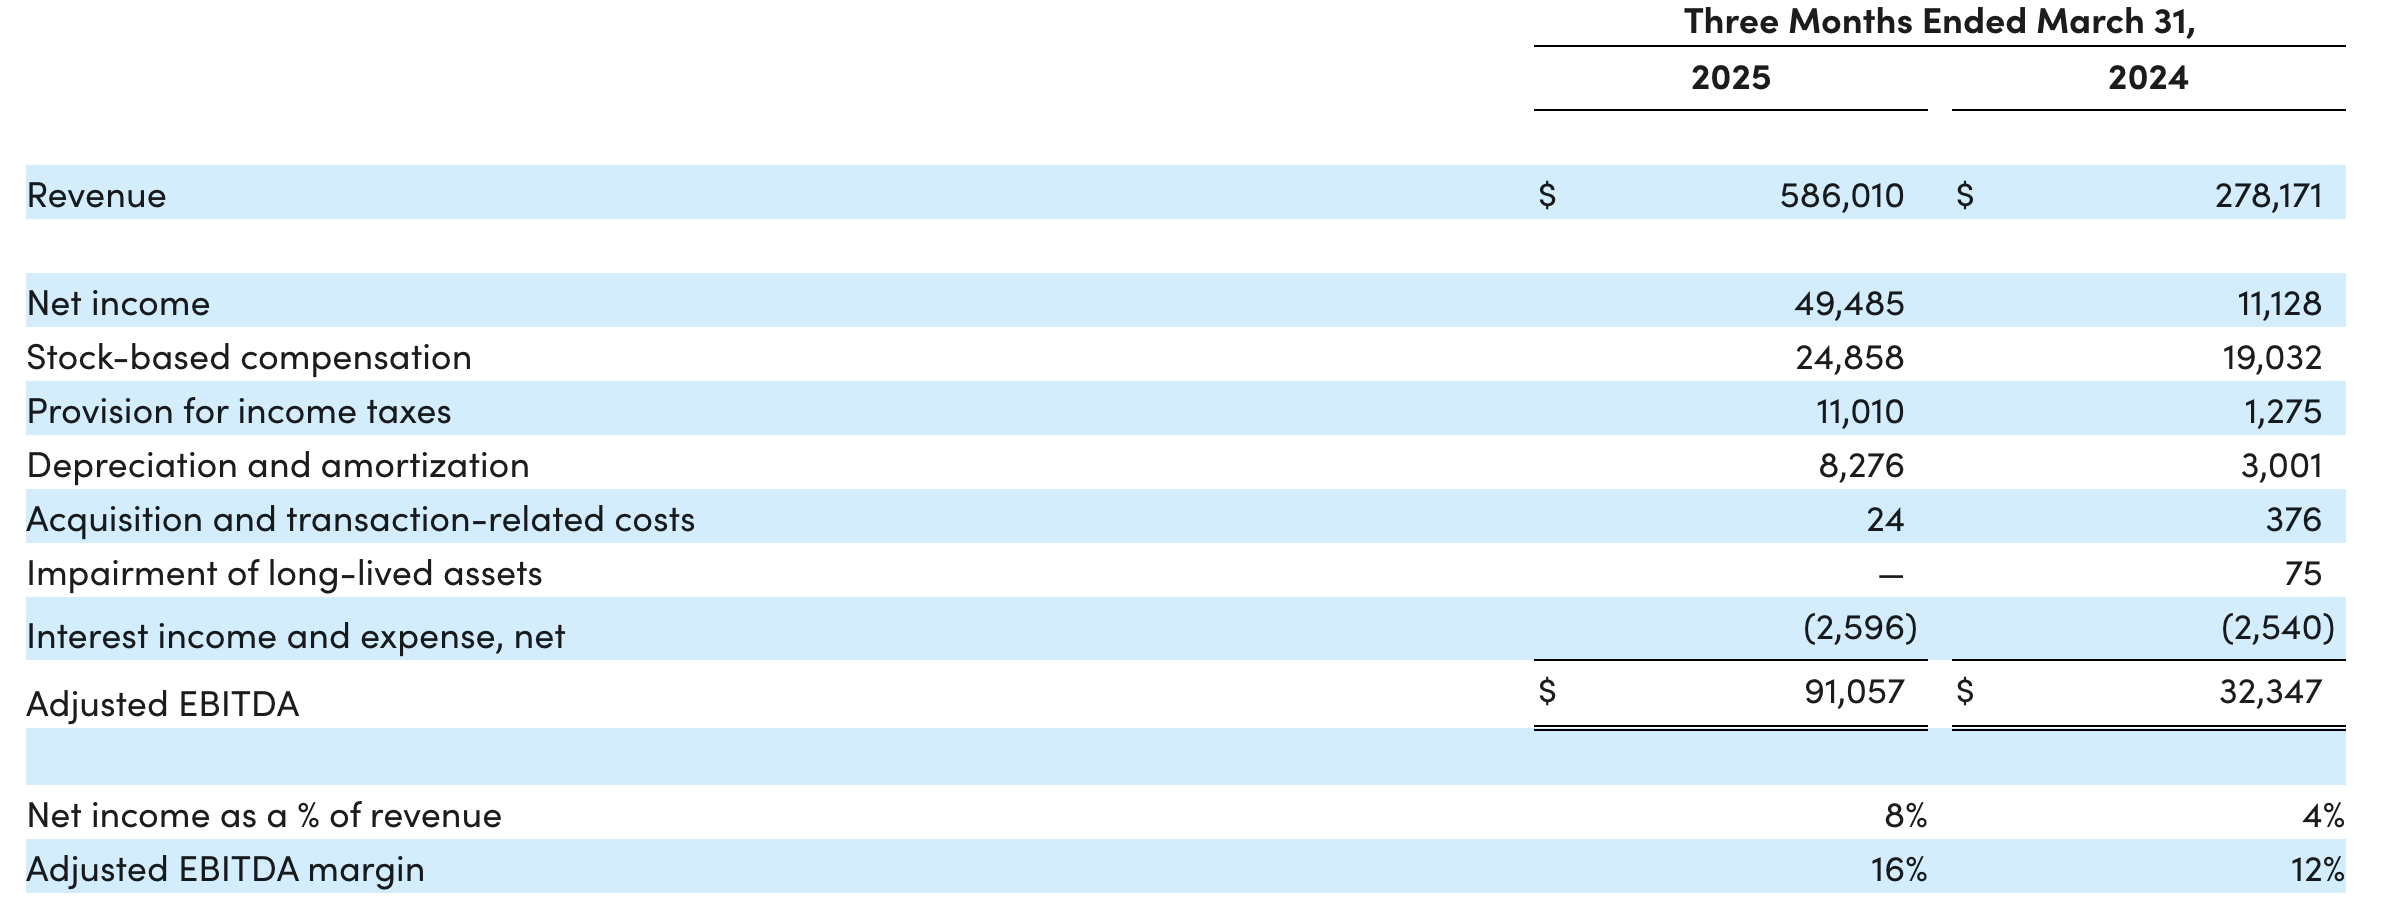 Three Months Ended March 31,
2025 2024
Revenue $ 586,010 $ 278,171
Net income 49,485 11,128
Stock-based compensation 24,858 19,032
Provision for income taxes 11,010 1,275
Depreciation and amortization 8,276 3,001
Acquisition and transaction-related costs 24 376
Impairment of long-lived assets — 75
Interest income and expense, net (2,596) (2,540)
Adjusted EBITDA $ 91,057 $ 32,347
Net income as a % of revenue 8% 4%
Adjusted EBITDA margin 16% 12%